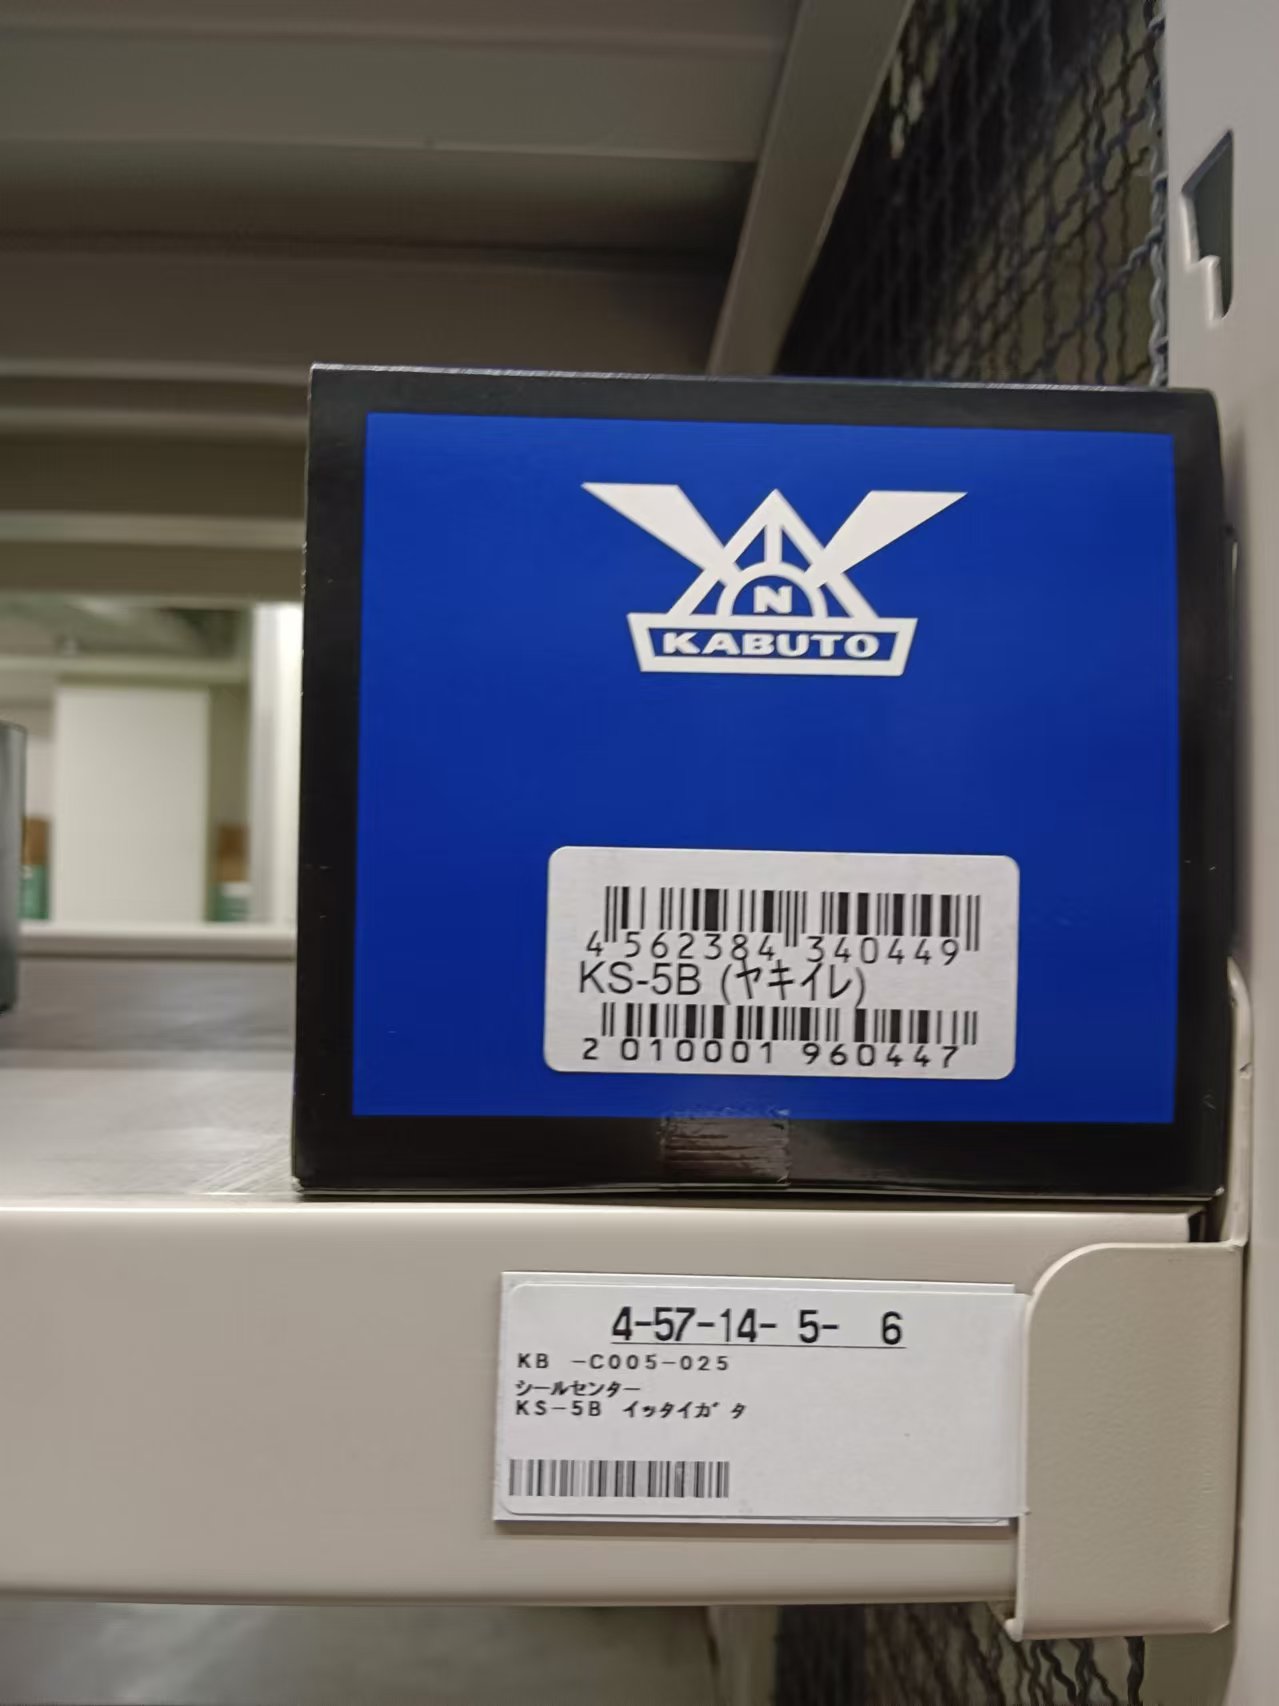 N
KABUTO
4 562384 340449
KS-5B (ヤキイレ)
2 010001 960447
4-57-14- 5- 6
KB -C005-025
シールセンター
KS-5B イッタイガタ